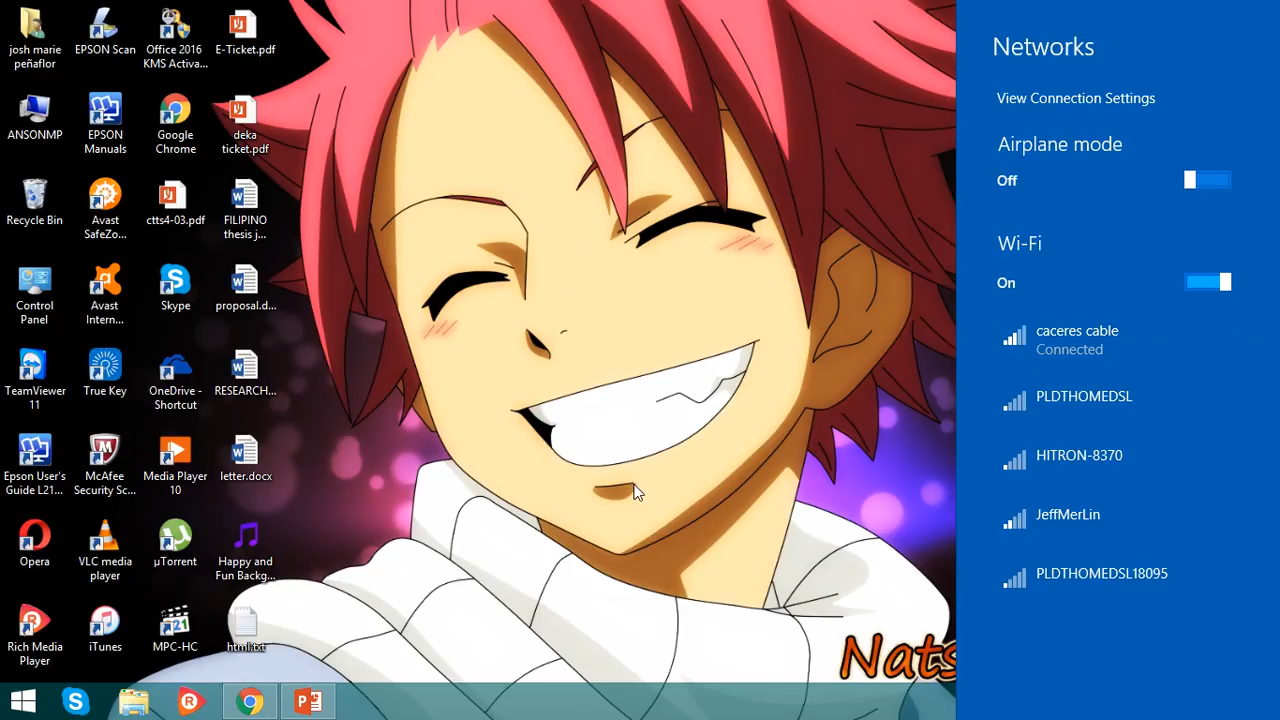 josh marie
peñaflor
EPSON Scan
Office 2016
KMS Activa...
E-Ticket.pdf
ANSONMP
EPSON
Manuals
Google
Chrome
deka
ticket.pdf
Recycle Bin
Avast
SafeZo...
ctts4-03.pdf
FILIPINO
thesis j...
Control
Panel
Avast
Intern...
Skype
proposal.d...
TeamViewer
11
True Key
OneDrive -
Shortcut
RESEARCH...
Epson User's
Guide L21...
McAfee
Security Sc...
Media Player
10
letter.docx
Opera
VLC media
player
µTorrent
Happy and
Fun Backg...
Rich Media
Player
iTunes
MPC-HC
html.txt
Nats
Networks
View Connection Settings
Airplane mode
Off
Wi-Fi
On
caceres cable
Connected
PLDTHOMEDSL
HITRON-8370
JeffMerLin
PLDTHOMEDSL18095